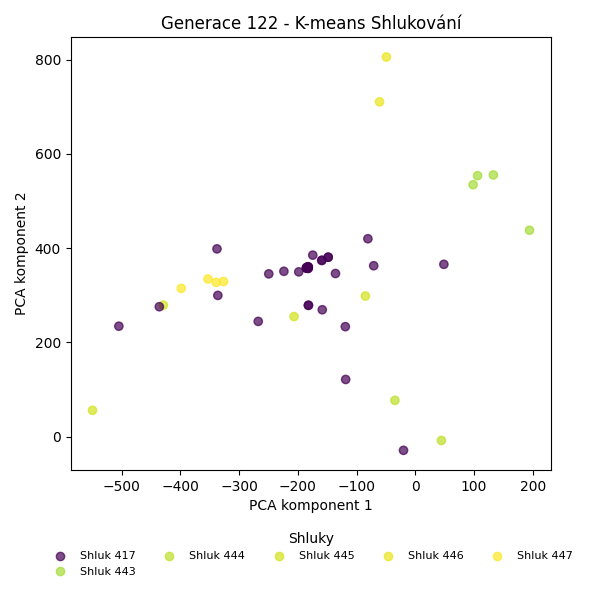 Generace 122 - K-means Shlukování
800
600
400
200
0
PCA komponent 2
−500 −400 −300 −200 −100 0 100 200
PCA komponent 1
Shluky
Shluk 417 Shluk 444 Shluk 445 Shluk 446 Shluk 447
Shluk 443